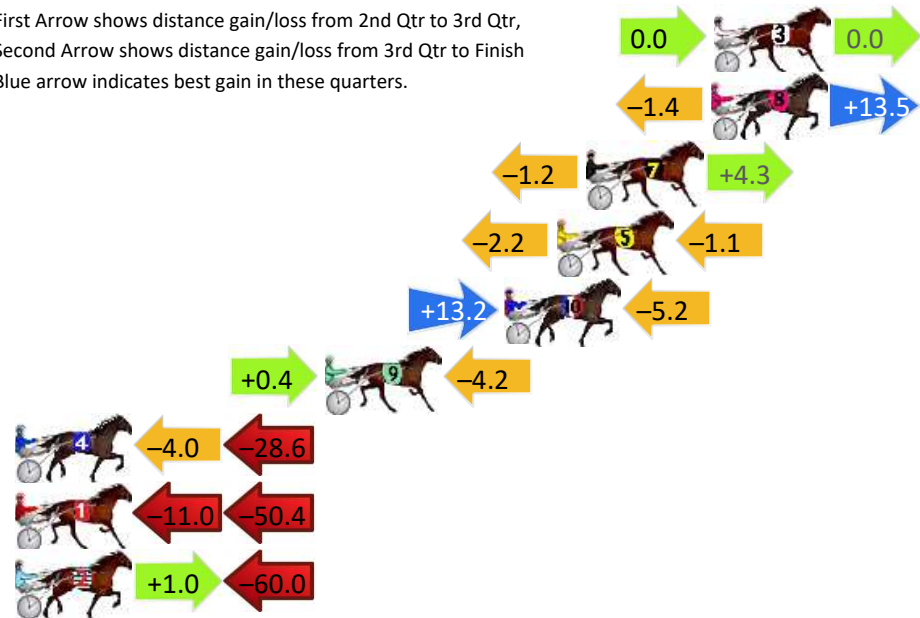 First Arrow shows distance gain/loss from 2nd Qtr to 3rd Qtr,
Second Arrow shows distance gain/loss from 3rd Qtr to Finish
Blue arrow indicates best gain in these quarters.
0.0 3 0.0
–1.4 8 +13.5
–1.2 7 +4.3
–2.2 5 –1.1
+13.2 10 –5.2
+0.4 9 –4.2
4 –4.0 –28.6
1 –11.0 –50.4
2 +1.0 –60.0